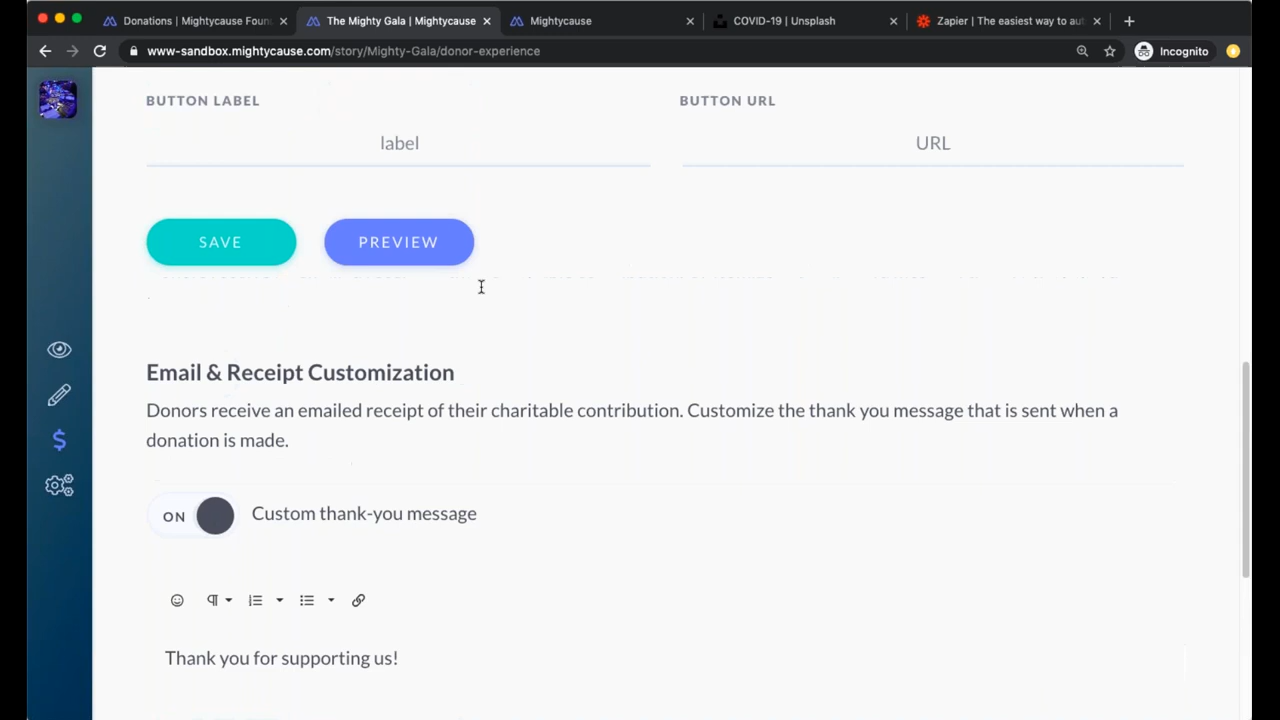 Donations | Mightycause Foun
The Mighty Gala | Mightycause
Mightycause
COVID-19 | Unsplash
Zapier | The easiest way to aut
www-sandbox.mightycause.com/story/Mighty-Gala/donor-experience
Incognito
BUTTON LABEL
BUTTON URL
label
URL
SAVE
PREVIEW
Email & Receipt Customization
Donors receive an emailed receipt of their charitable contribution. Customize the thank you message that is sent when a
donation is made.
ON
Custom thank-you message
Thank you for supporting us!